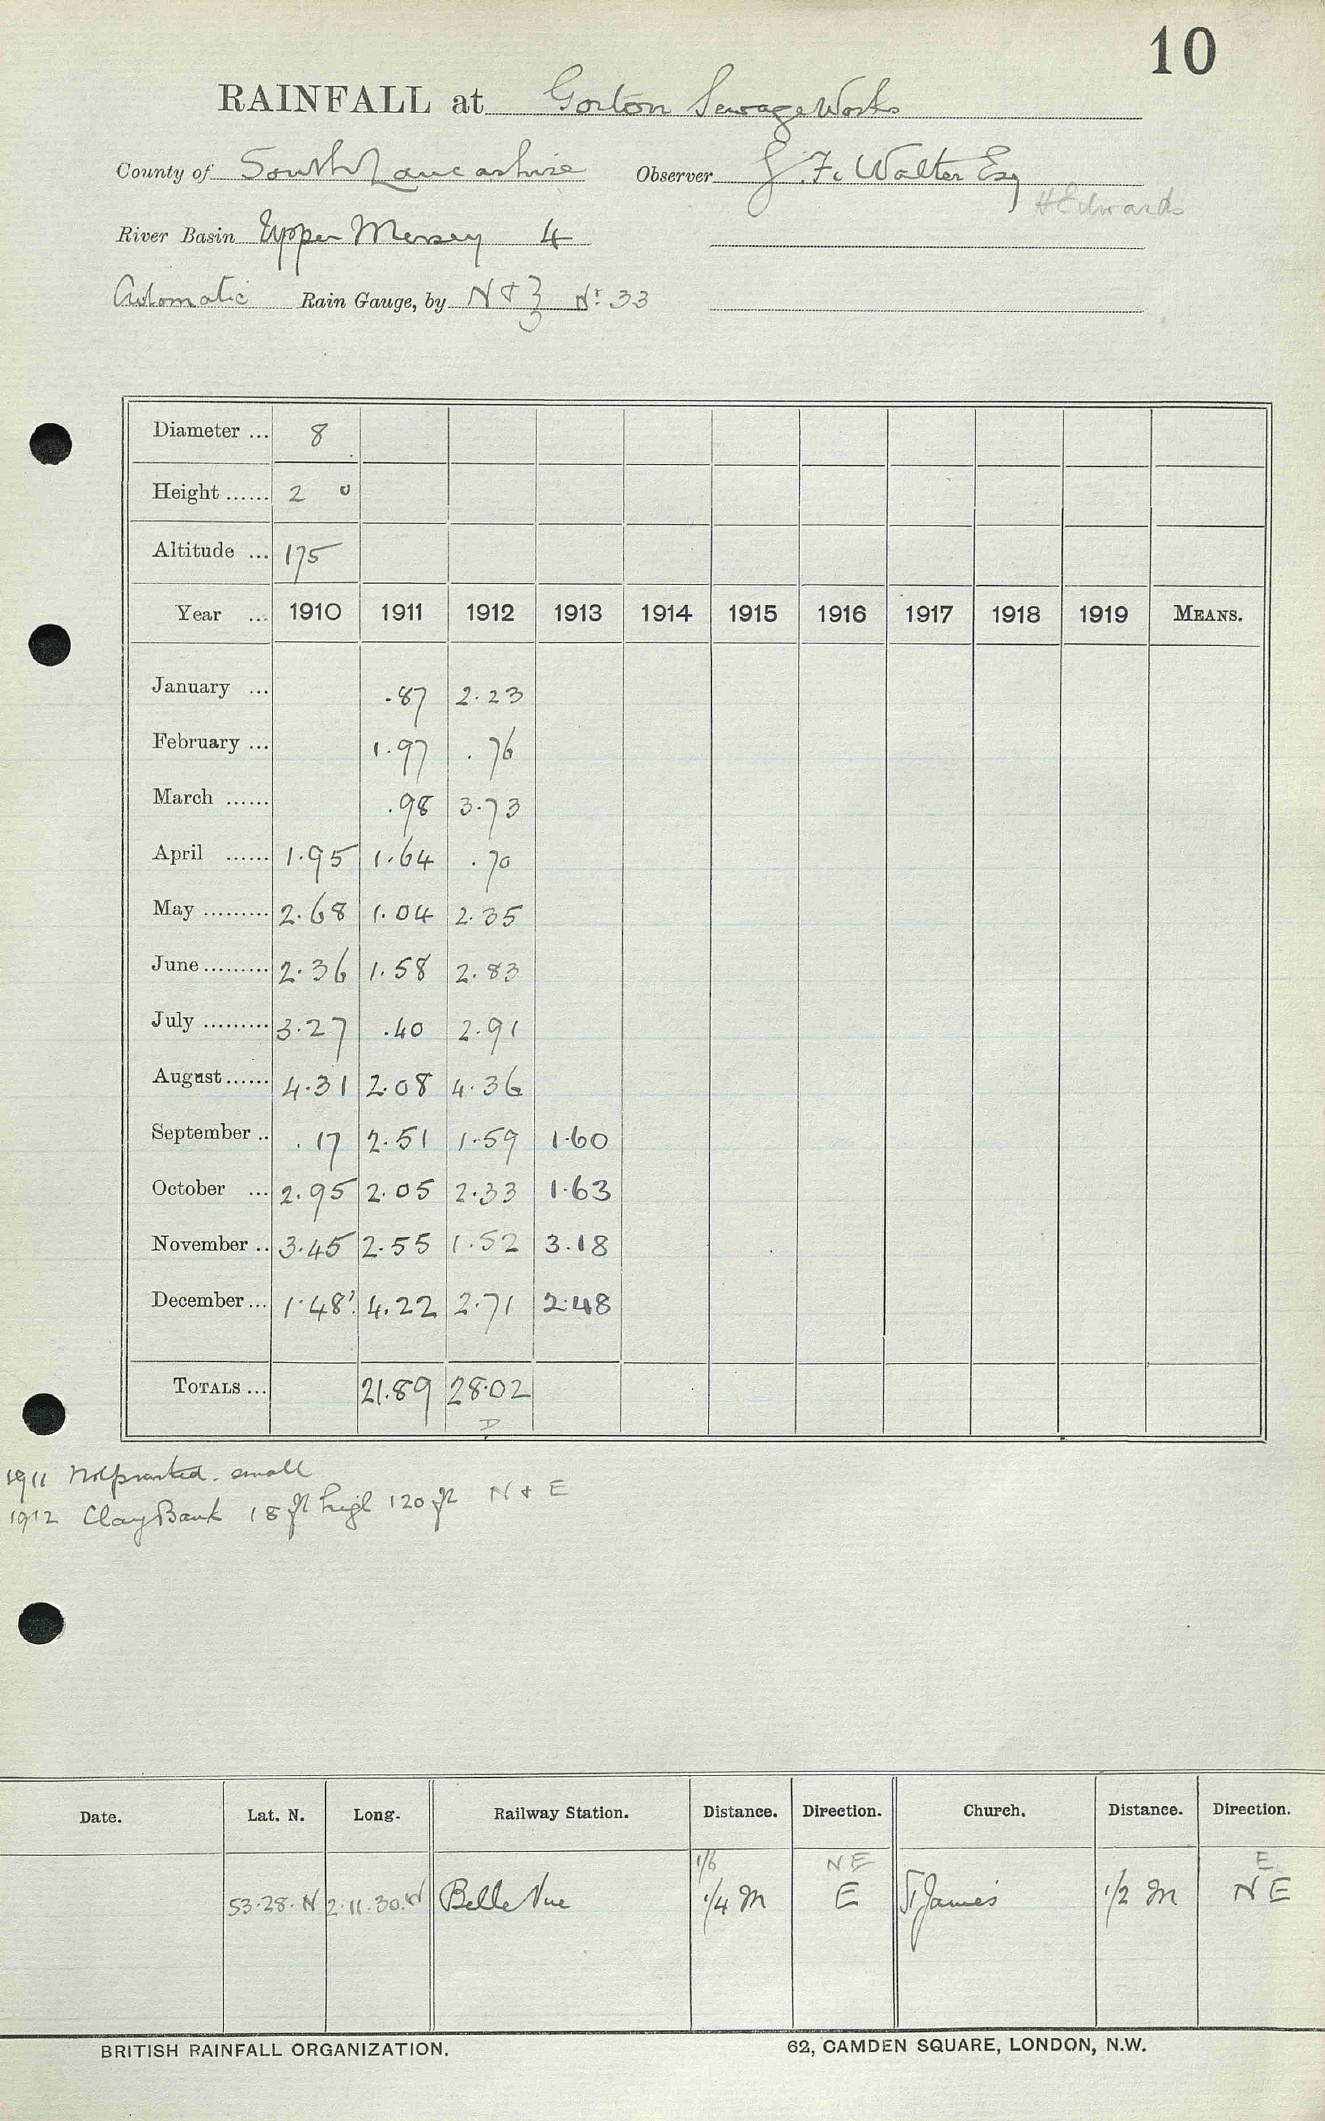 10
RAINFALL at Gorton Sewage Works
County of South Lancashire Observer J. F. Walter Esq
H Edwards
River Basin Upper Mersey 4
Automatic Rain Gauge, by N & Z Nr. 33
Diameter ... 8
Height ...... 2 0
Altitude ... 175
Year ... 1910 1911 1912 1913 1914 1915 1916 1917 1918 1919 MEANS.
January ... .87 2.23
February ... 1.97 .76
March ...... .98 3.73
April ...... 1.95 1.64 .70
May ......... 2.68 1.04 2.35
June ......... 2.36 1.58 2.83
July ......... 3.27 .40 2.91
August ...... 4.31 2.08 4.36
September .. .17 2.51 1.59 1.60
October ... 2.95 2.05 2.33 1.63
November .. 3.45 2.55 1.52 3.18
December ... 1.48 4.22 2.71 2.48
TOTALS ... 21.89 28.02
D
1911 Not printed. small
1912 Clay Bank 18 ft high 120 ft N & E
Date. Lat. N. Long. Railway Station. Distance. Direction. Church. Distance. Direction.
1/6 NE E
53.28. N 2.11.30.W Belle Vue 1/4 M E St James 1/2 M NE
BRITISH RAINFALL ORGANIZATION. 62, CAMDEN SQUARE, LONDON, N.W.